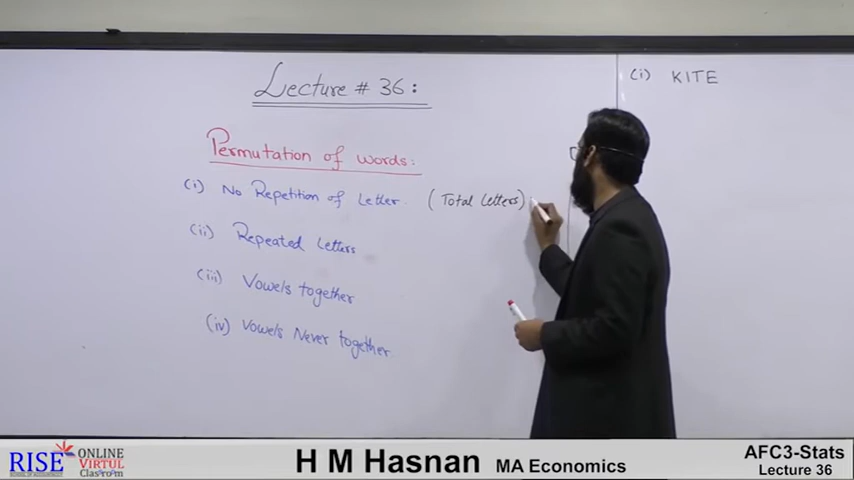 Lecture # 36 :
Permutation of words :
(i) No Repetition of Letter. (Total Letters)
(ii) Repeated Letters
(iii) Vowels together
(iv) Vowels Never together.
(i) KITE
RISE ONLINE VIRTUL Classroom
H M Hasnan MA Economics
AFC3-Stats
Lecture 36